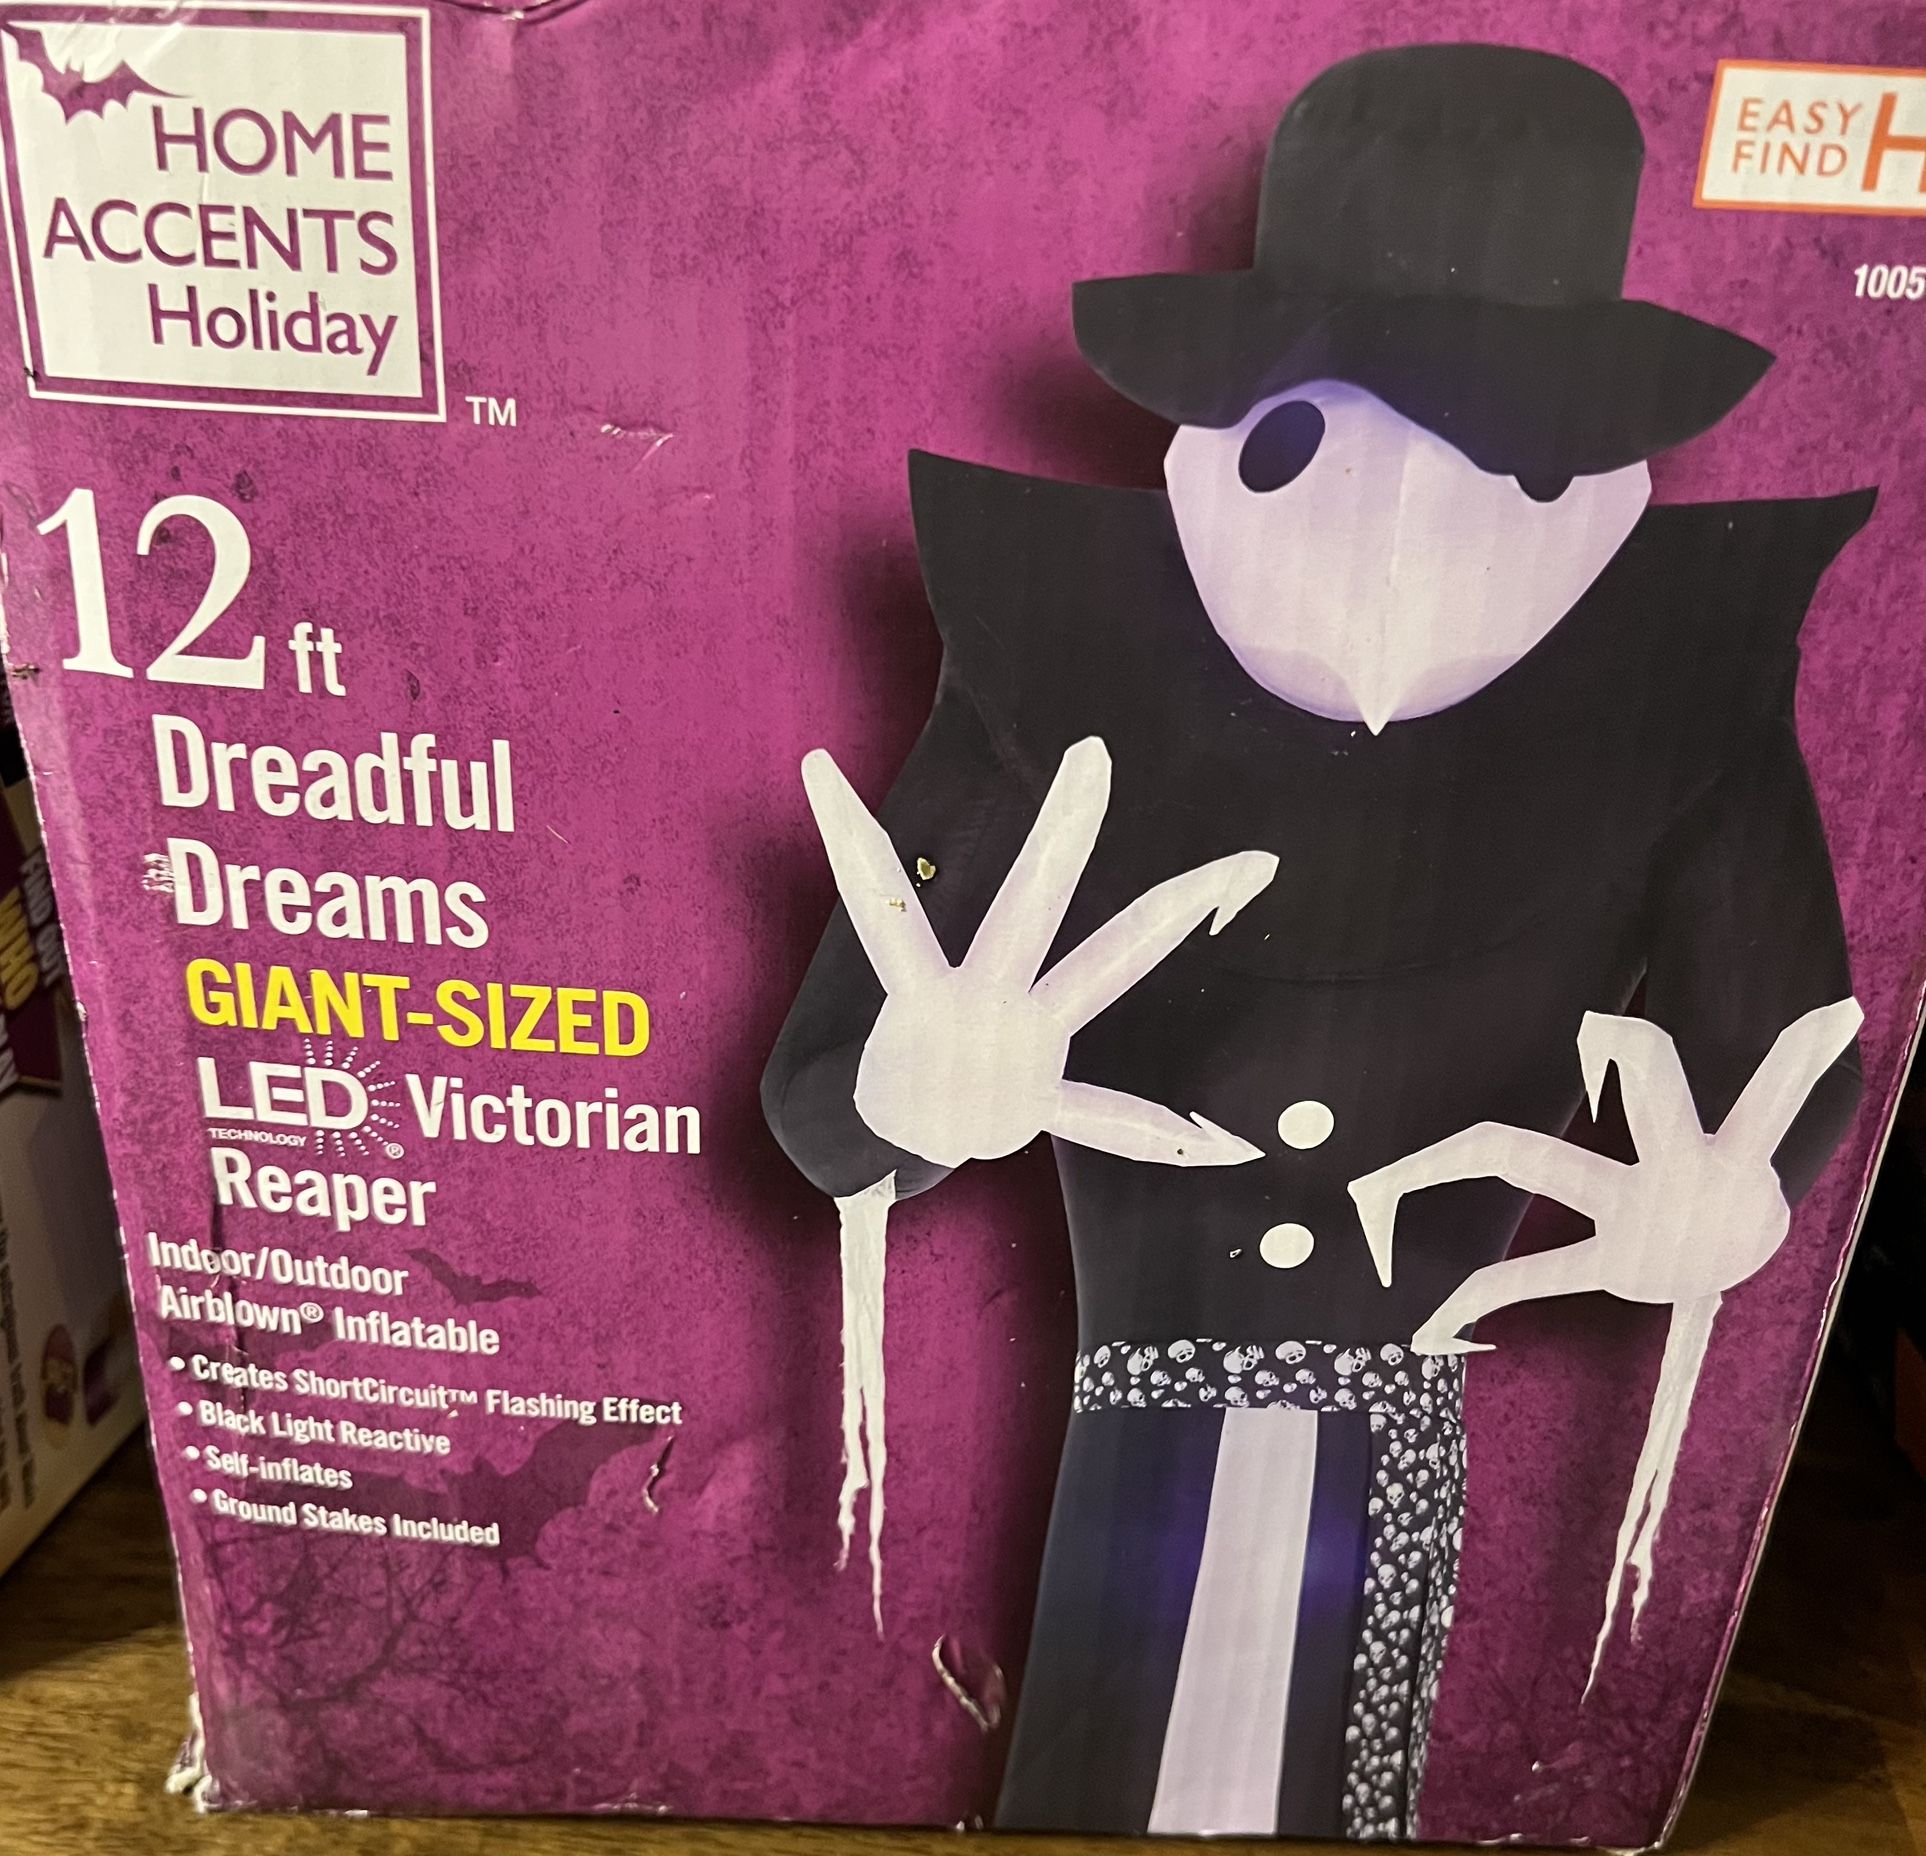 HOME
ACCENTS
Holiday
TM
EASY
FIND
H
1005
12 ft
Dreadful
Dreams
GIANT-SIZED
LED Victorian
TECHNOLOGY ®
Reaper
Indoor/Outdoor
Airblown® Inflatable
• Creates ShortCircuit™ Flashing Effect
• Black Light Reactive
• Self-inflates
• Ground Stakes Included